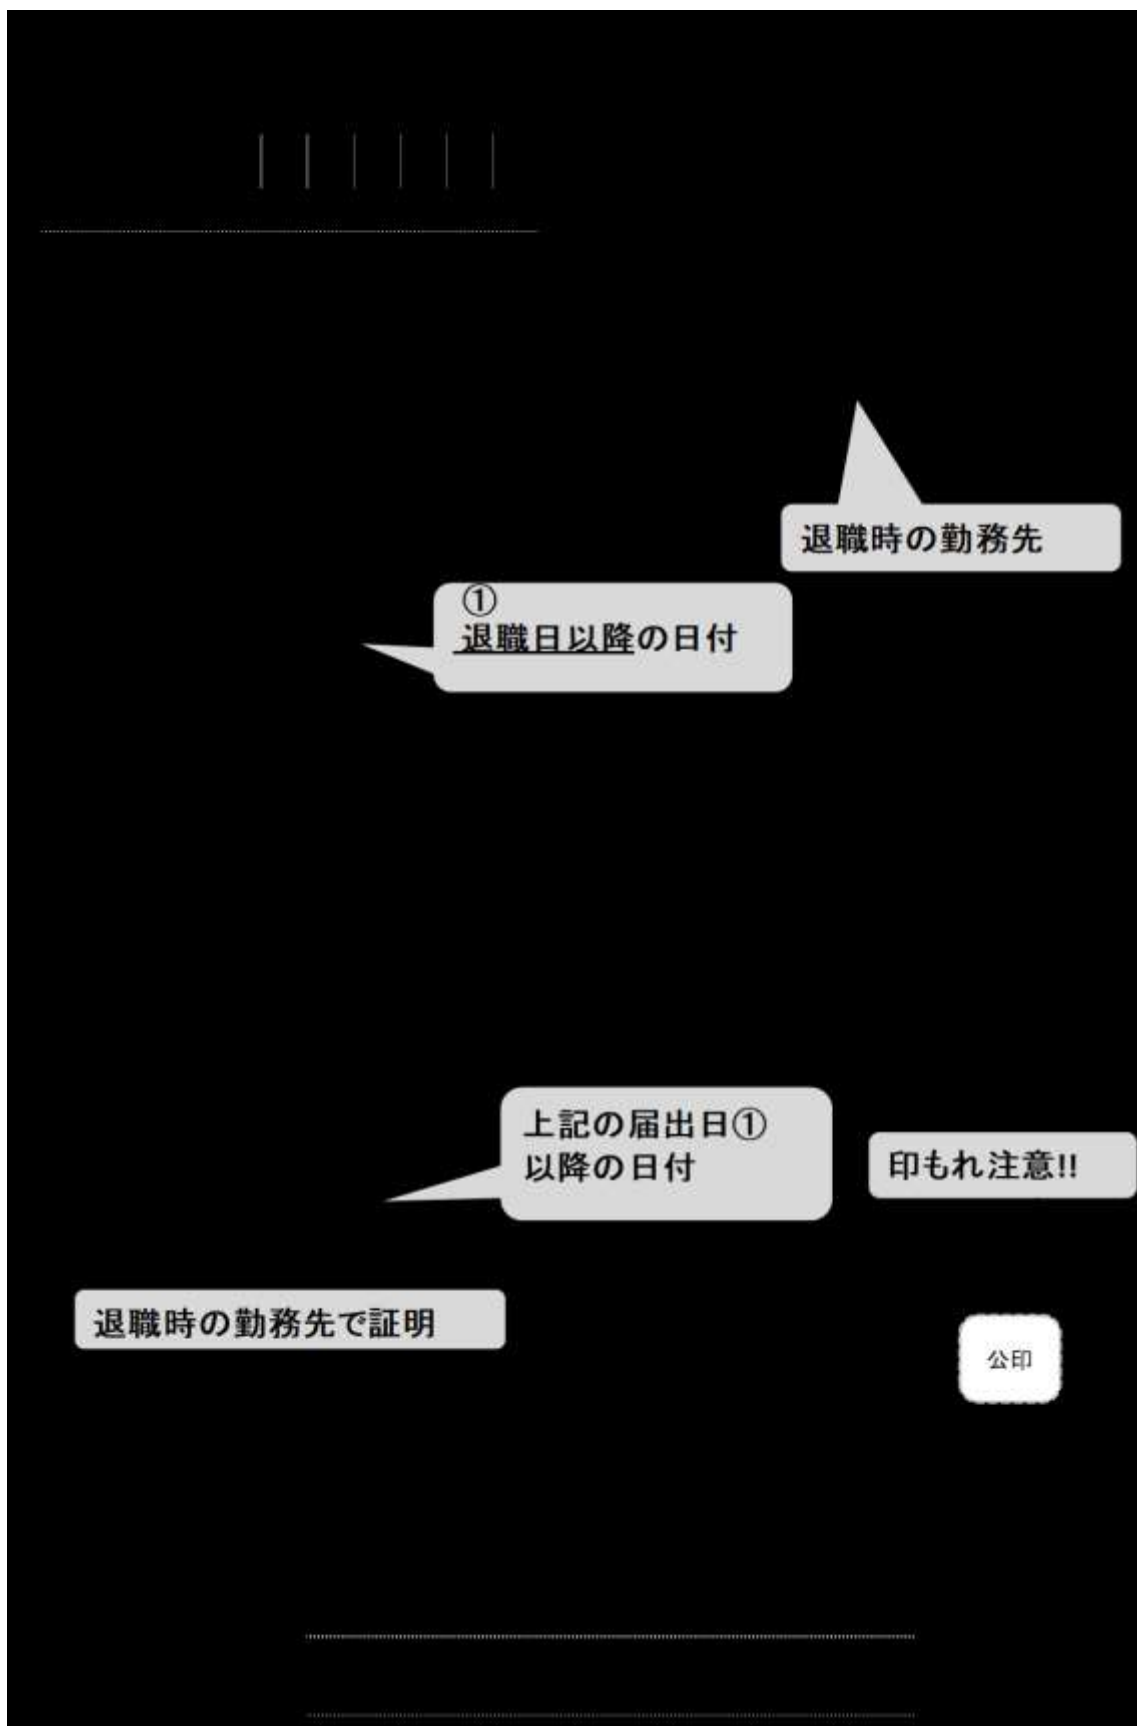 退職時の勤務先
①
退職日以降の日付
上記の届出日①
以降の日付
印もれ注意!!
退職時の勤務先で証明
公印